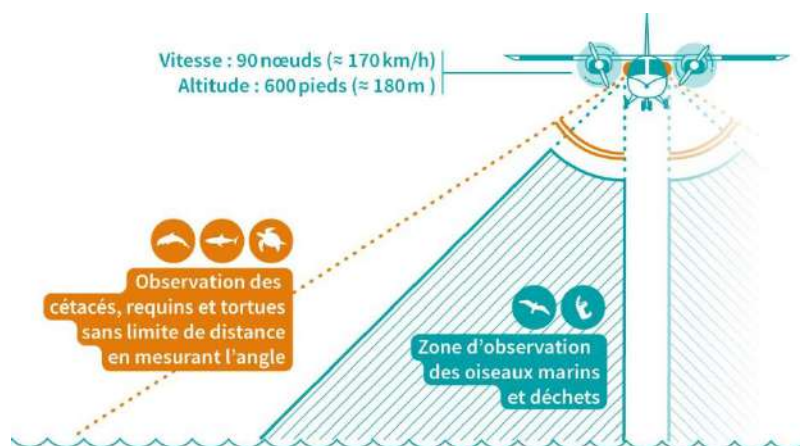 Vitesse : 90 nœuds (≈ 170 km/h)
Altitude : 600 pieds (≈ 180 m )
Observation des
cétacés, requins et tortues
sans limite de distance
en mesurant l’angle
Zone d’observation
des oiseaux marins
et déchets